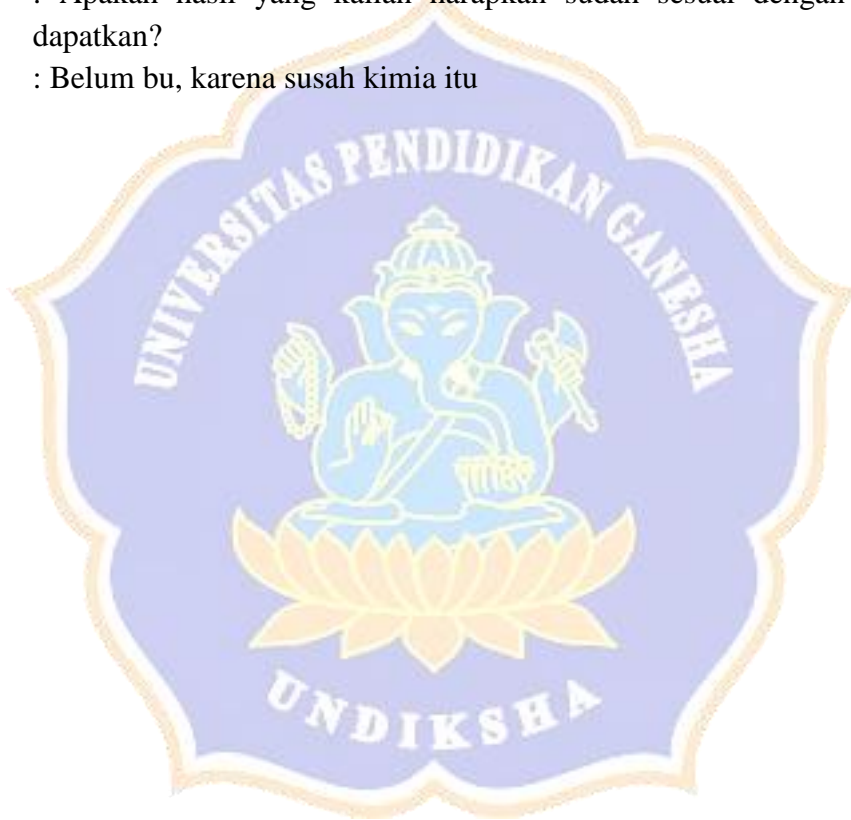 : Apakah hasil yang kalian harapkan sudah sesuai dengan
dapatkan?
: Belum bu, karena susah kimia itu
UNIVERSITAS PENDIDIKAN GANESHA
UNDIKSHA